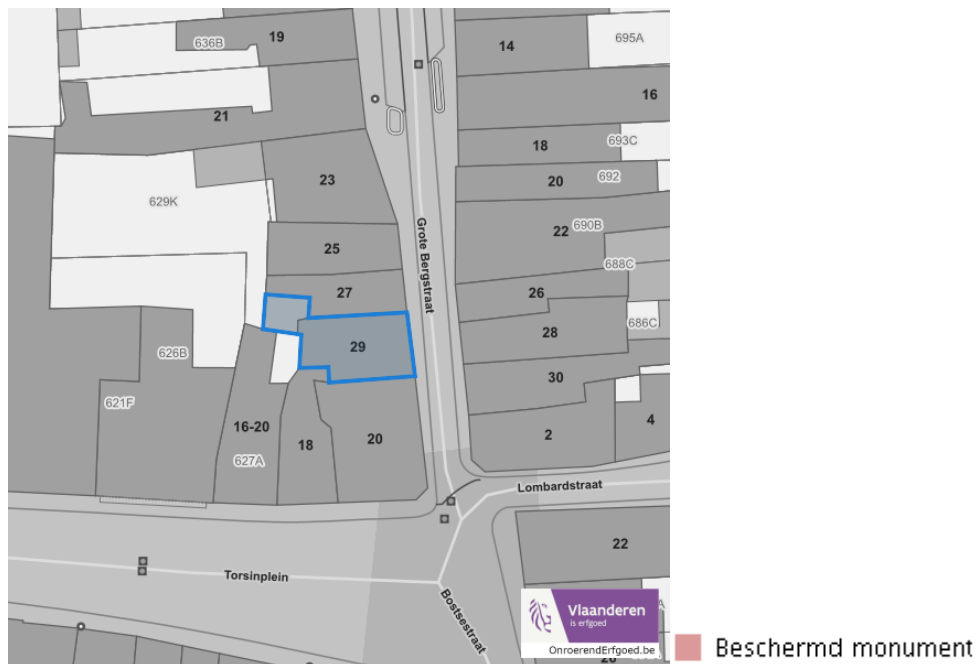 19
636B
14
695A
16
21
18
693C
23
20
692
629K
22
690B
25
Grote Bergstraat
688C
27
26
28
686C
29
626B
30
621F
16-20
627A
18
20
2
4
Lombardstraat
22
Torsinplein
Bostsestraat
Vlaanderen
is erfgoed
OnroerendErfgoed.be
Beschermd monument